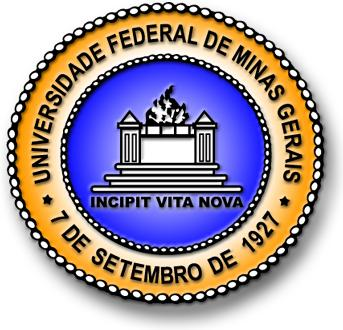 UNIVERSIDADE FEDERAL DE MINAS GERAIS
INCIPIT VITA NOVA
★ 7 DE SETEMBRO DE 1927 ★